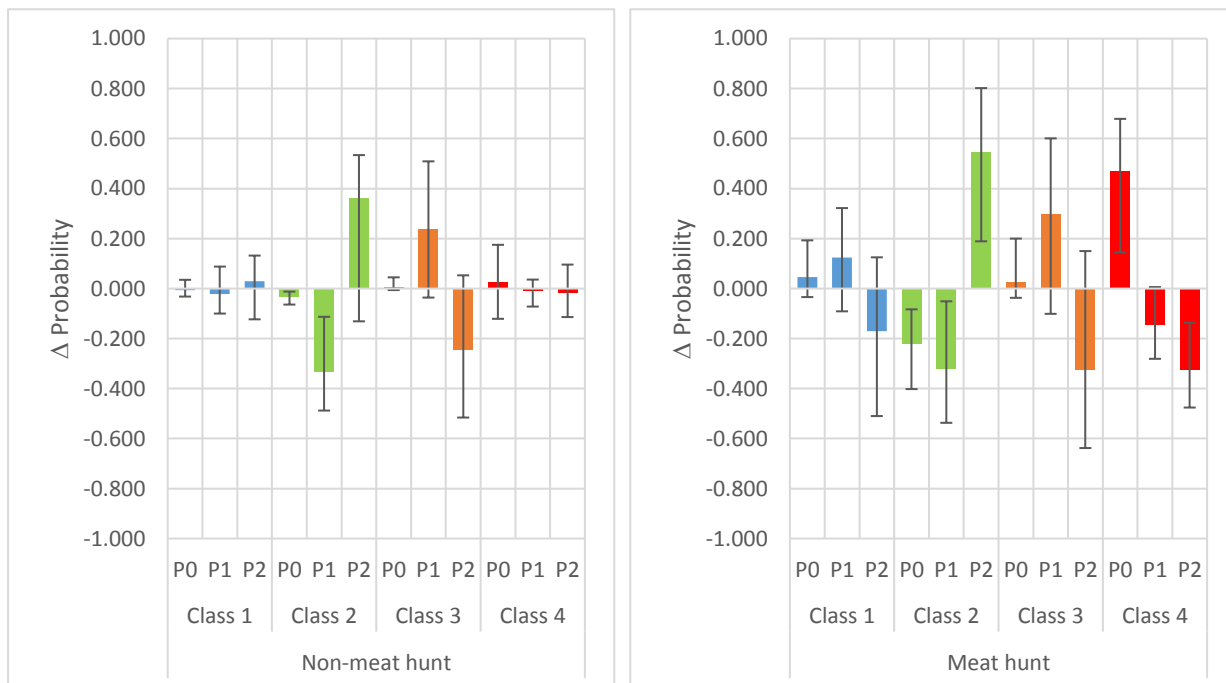 1.000
0.800
0.600
0.400
0.200
0.000
-0.200
-0.400
-0.600
-0.800
-1.000
Δ Probability
P0 P1 P2 P0 P1 P2 P0 P1 P2 P0 P1 P2
Class 1 Class 2 Class 3 Class 4
Non-meat hunt
1.000
0.800
0.600
0.400
0.200
0.000
-0.200
-0.400
-0.600
-0.800
-1.000
Δ Probability
P0 P1 P2 P0 P1 P2 P0 P1 P2 P0 P1 P2
Class 1 Class 2 Class 3 Class 4
Meat hunt